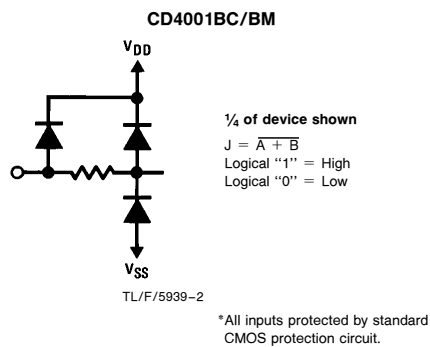 CD4001BC/BM
VDD
¼ of device shown
J = A + B
Logical “1” = High
Logical “0” = Low
VSS
TL/F/5939–2
*All inputs protected by standard
CMOS protection circuit.